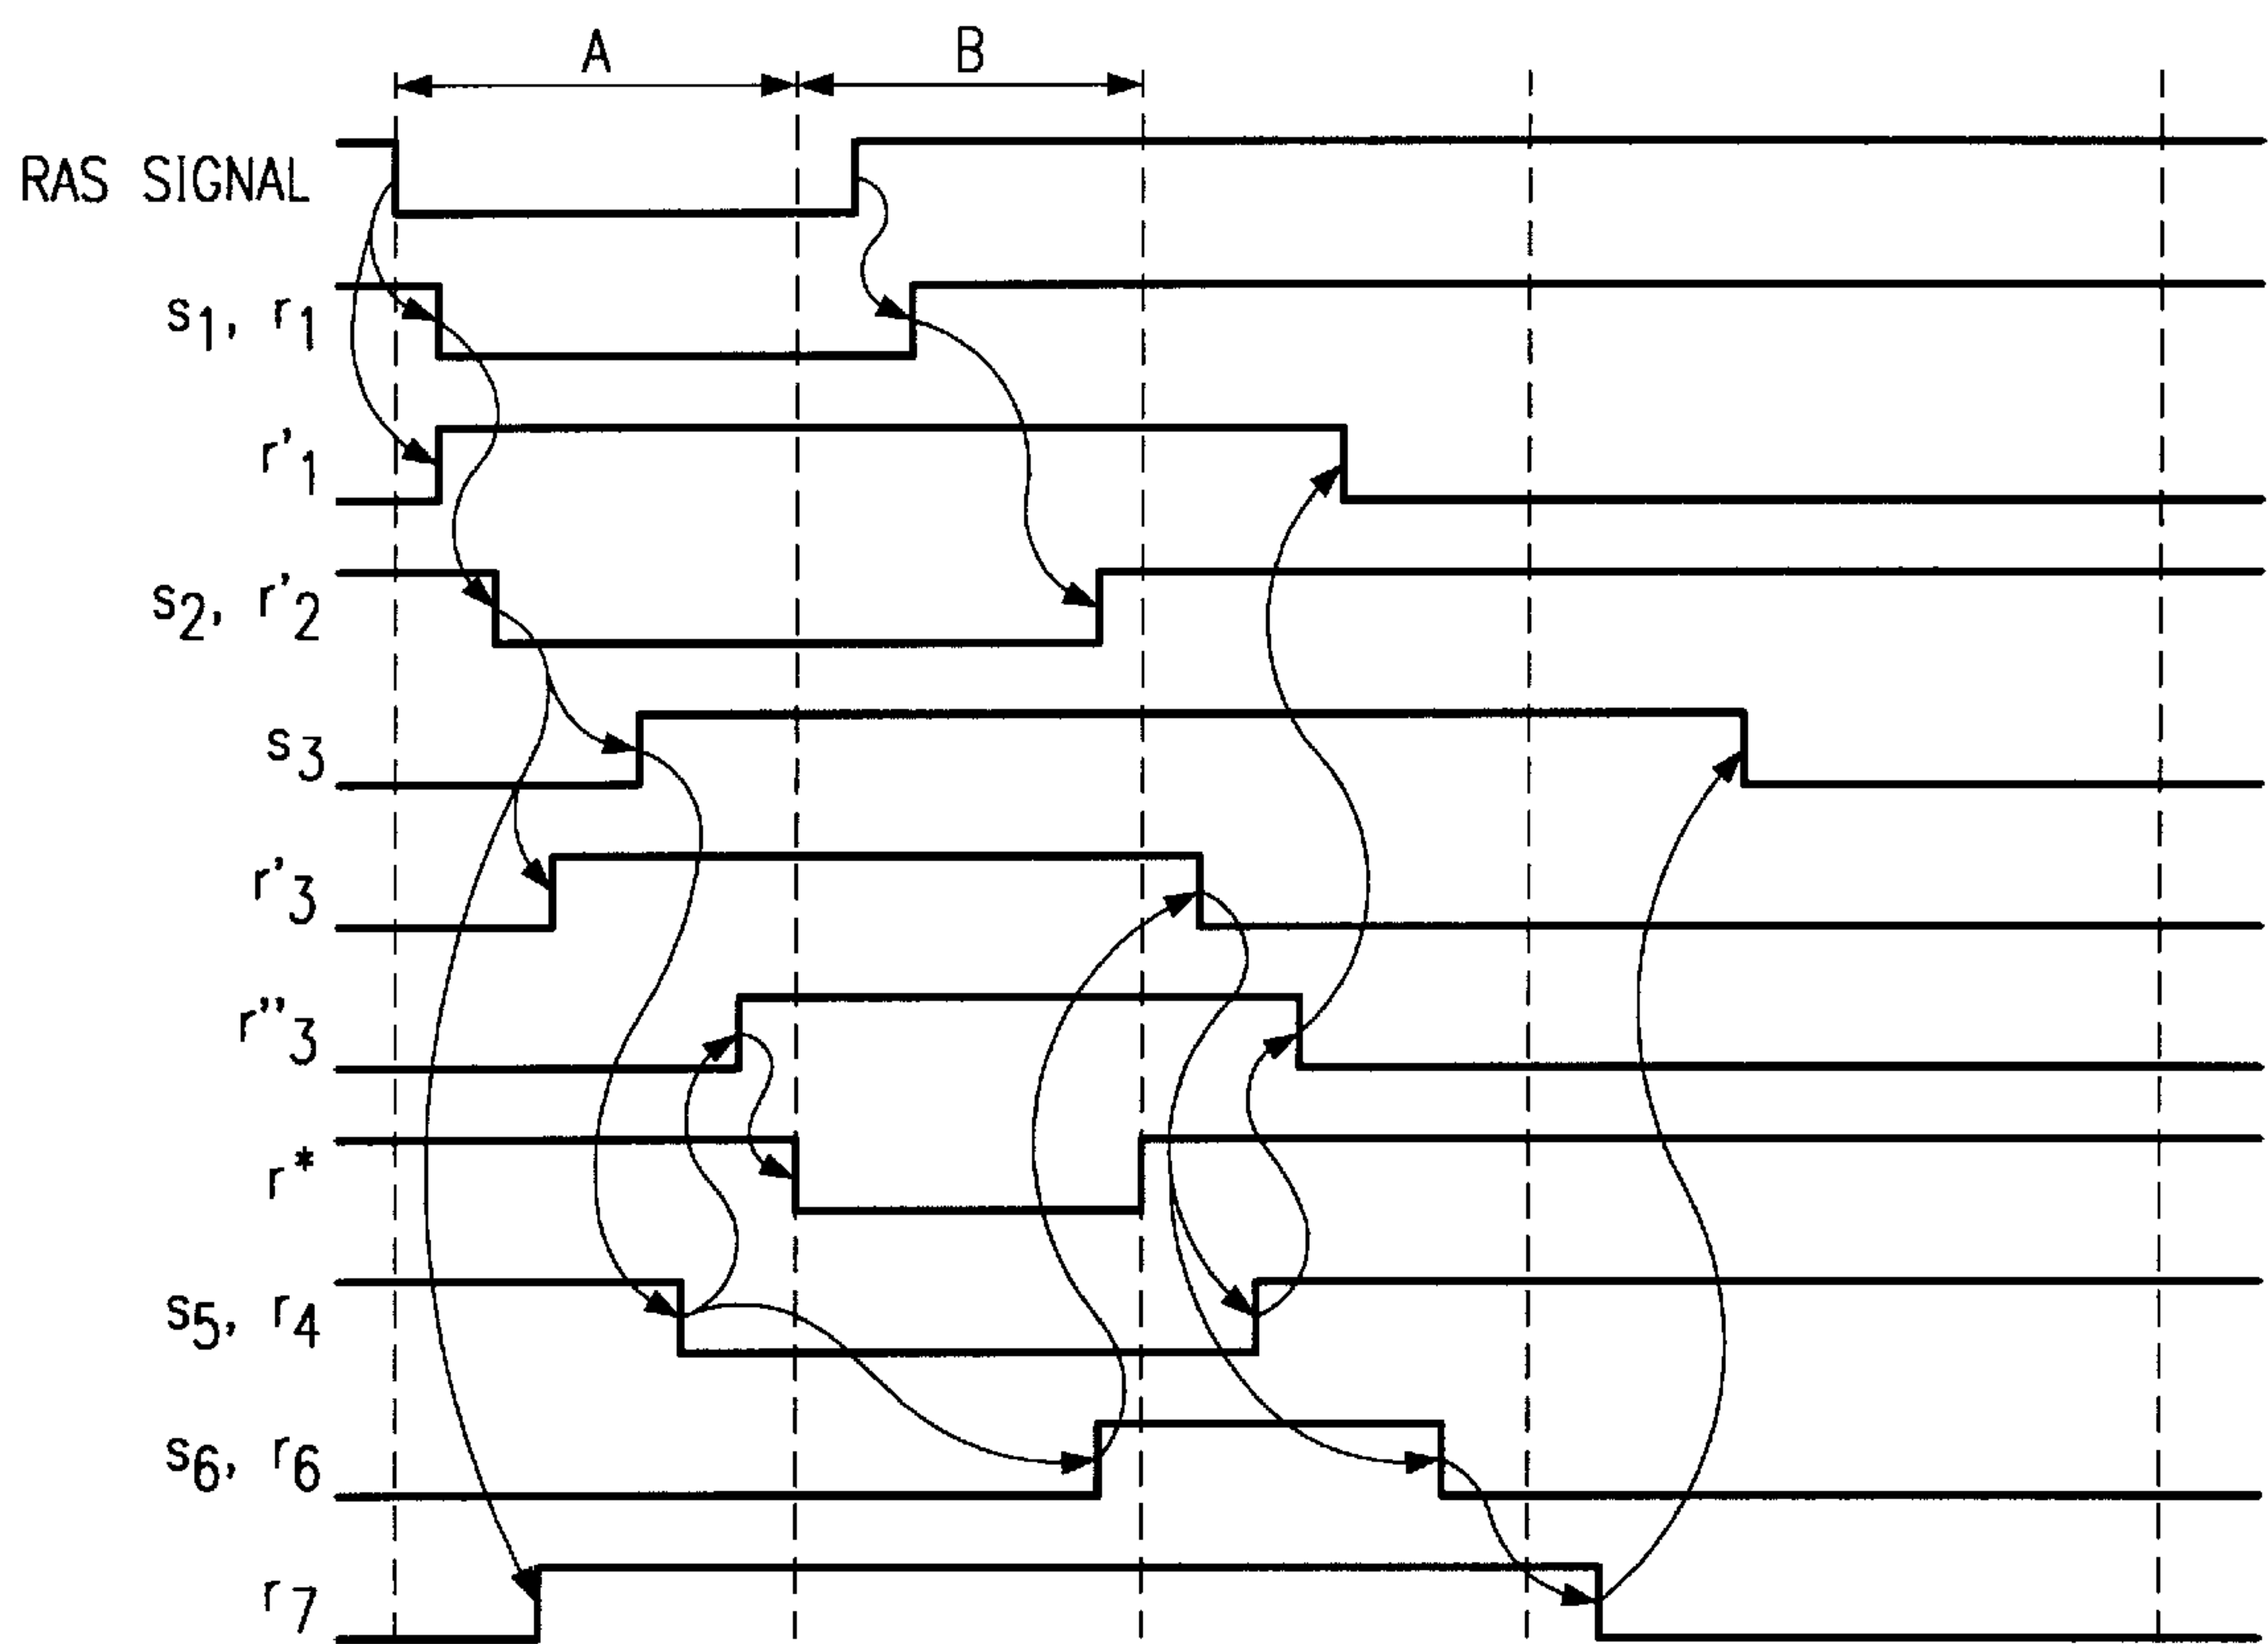 A
B
RAS SIGNAL
s1, r1
r'1
s2, r'2
s3
r'3
r''3
r*
s5, r4
s6, r6
r7